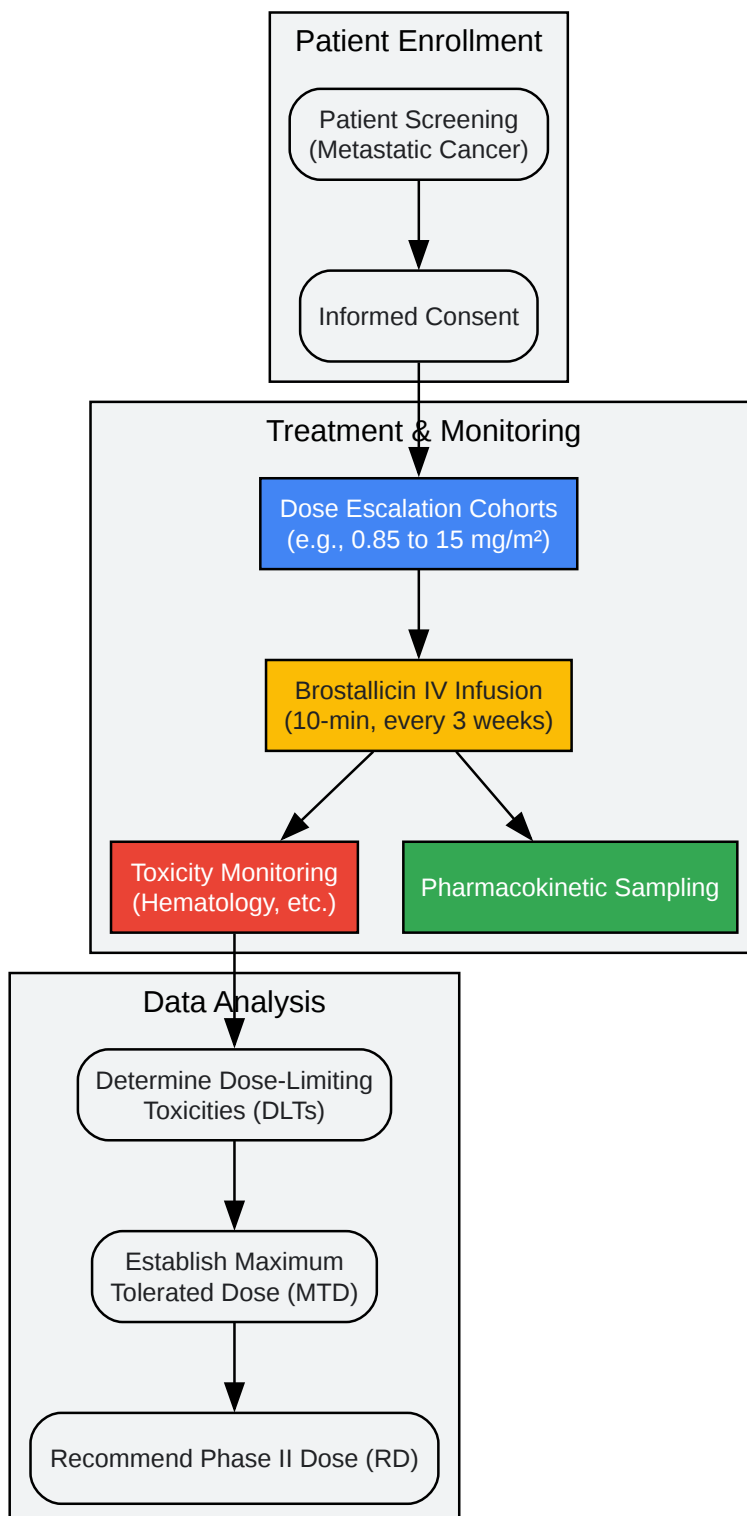 Patient Enrollment
Patient Screening
(Metastatic Cancer)
Informed Consent
Treatment & Monitoring
Dose Escalation Cohorts
(e.g., 0.85 to 15 mg/m²)
Brostallicin IV Infusion
(10-min, every 3 weeks)
Toxicity Monitoring
(Hematology, etc.)
Pharmacokinetic Sampling
Data Analysis
Determine Dose-Limiting
Toxicities (DLTs)
Establish Maximum
Tolerated Dose (MTD)
Recommend Phase II Dose (RD)